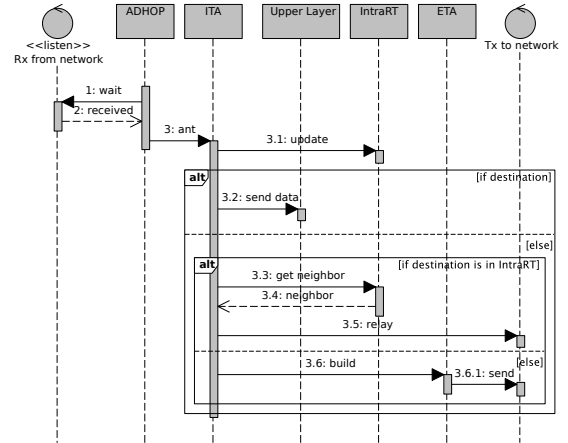 ADHOP
ITA
Upper Layer
IntraRT
ETA
<<listen>>
Rx from network
Tx to network
1: wait
2: received
3: ant
3.1: update
alt
[if destination]
3.2: send data
[else]
alt
[if destination is in IntraRT]
3.3: get neighbor
3.4: neighbor
3.5: relay
[else]
3.6: build
3.6.1: send